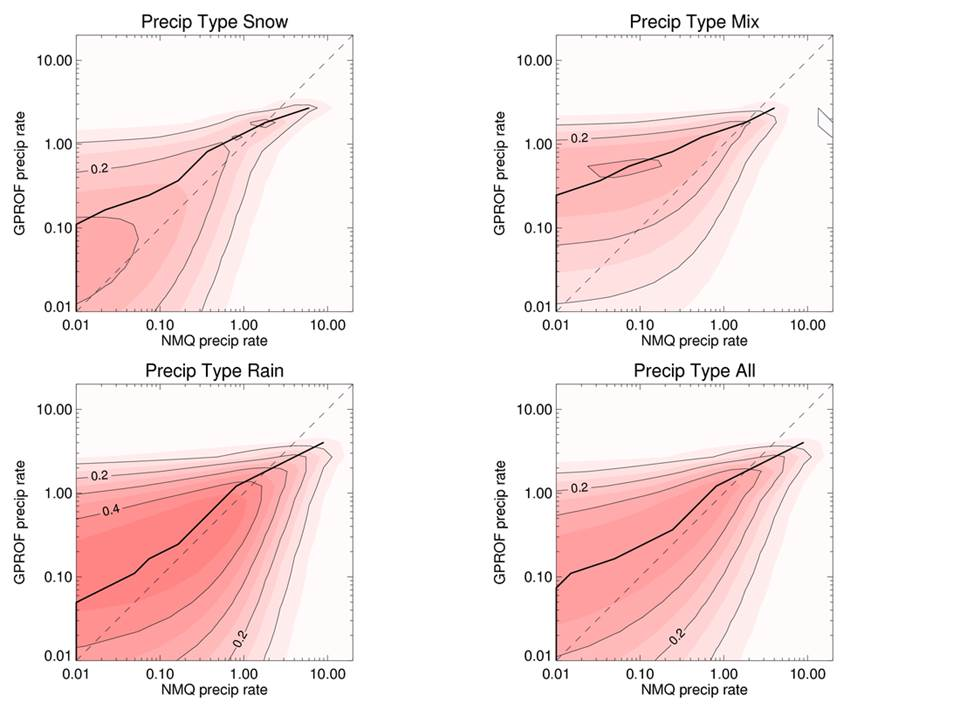 Precip Type Snow
10.00
1.00
0.10
0.01
GPROF precip rate
0.2
0.01 0.10 1.00 10.00
NMQ precip rate
Precip Type Mix
10.00
1.00
0.10
0.01
GPROF precip rate
0.2
0.01 0.10 1.00 10.00
NMQ precip rate
Precip Type Rain
10.00
1.00
0.10
0.01
GPROF precip rate
0.2
0.4
0.2
0.01 0.10 1.00 10.00
NMQ precip rate
Precip Type All
10.00
1.00
0.10
0.01
GPROF precip rate
0.2
0.2
0.01 0.10 1.00 10.00
NMQ precip rate